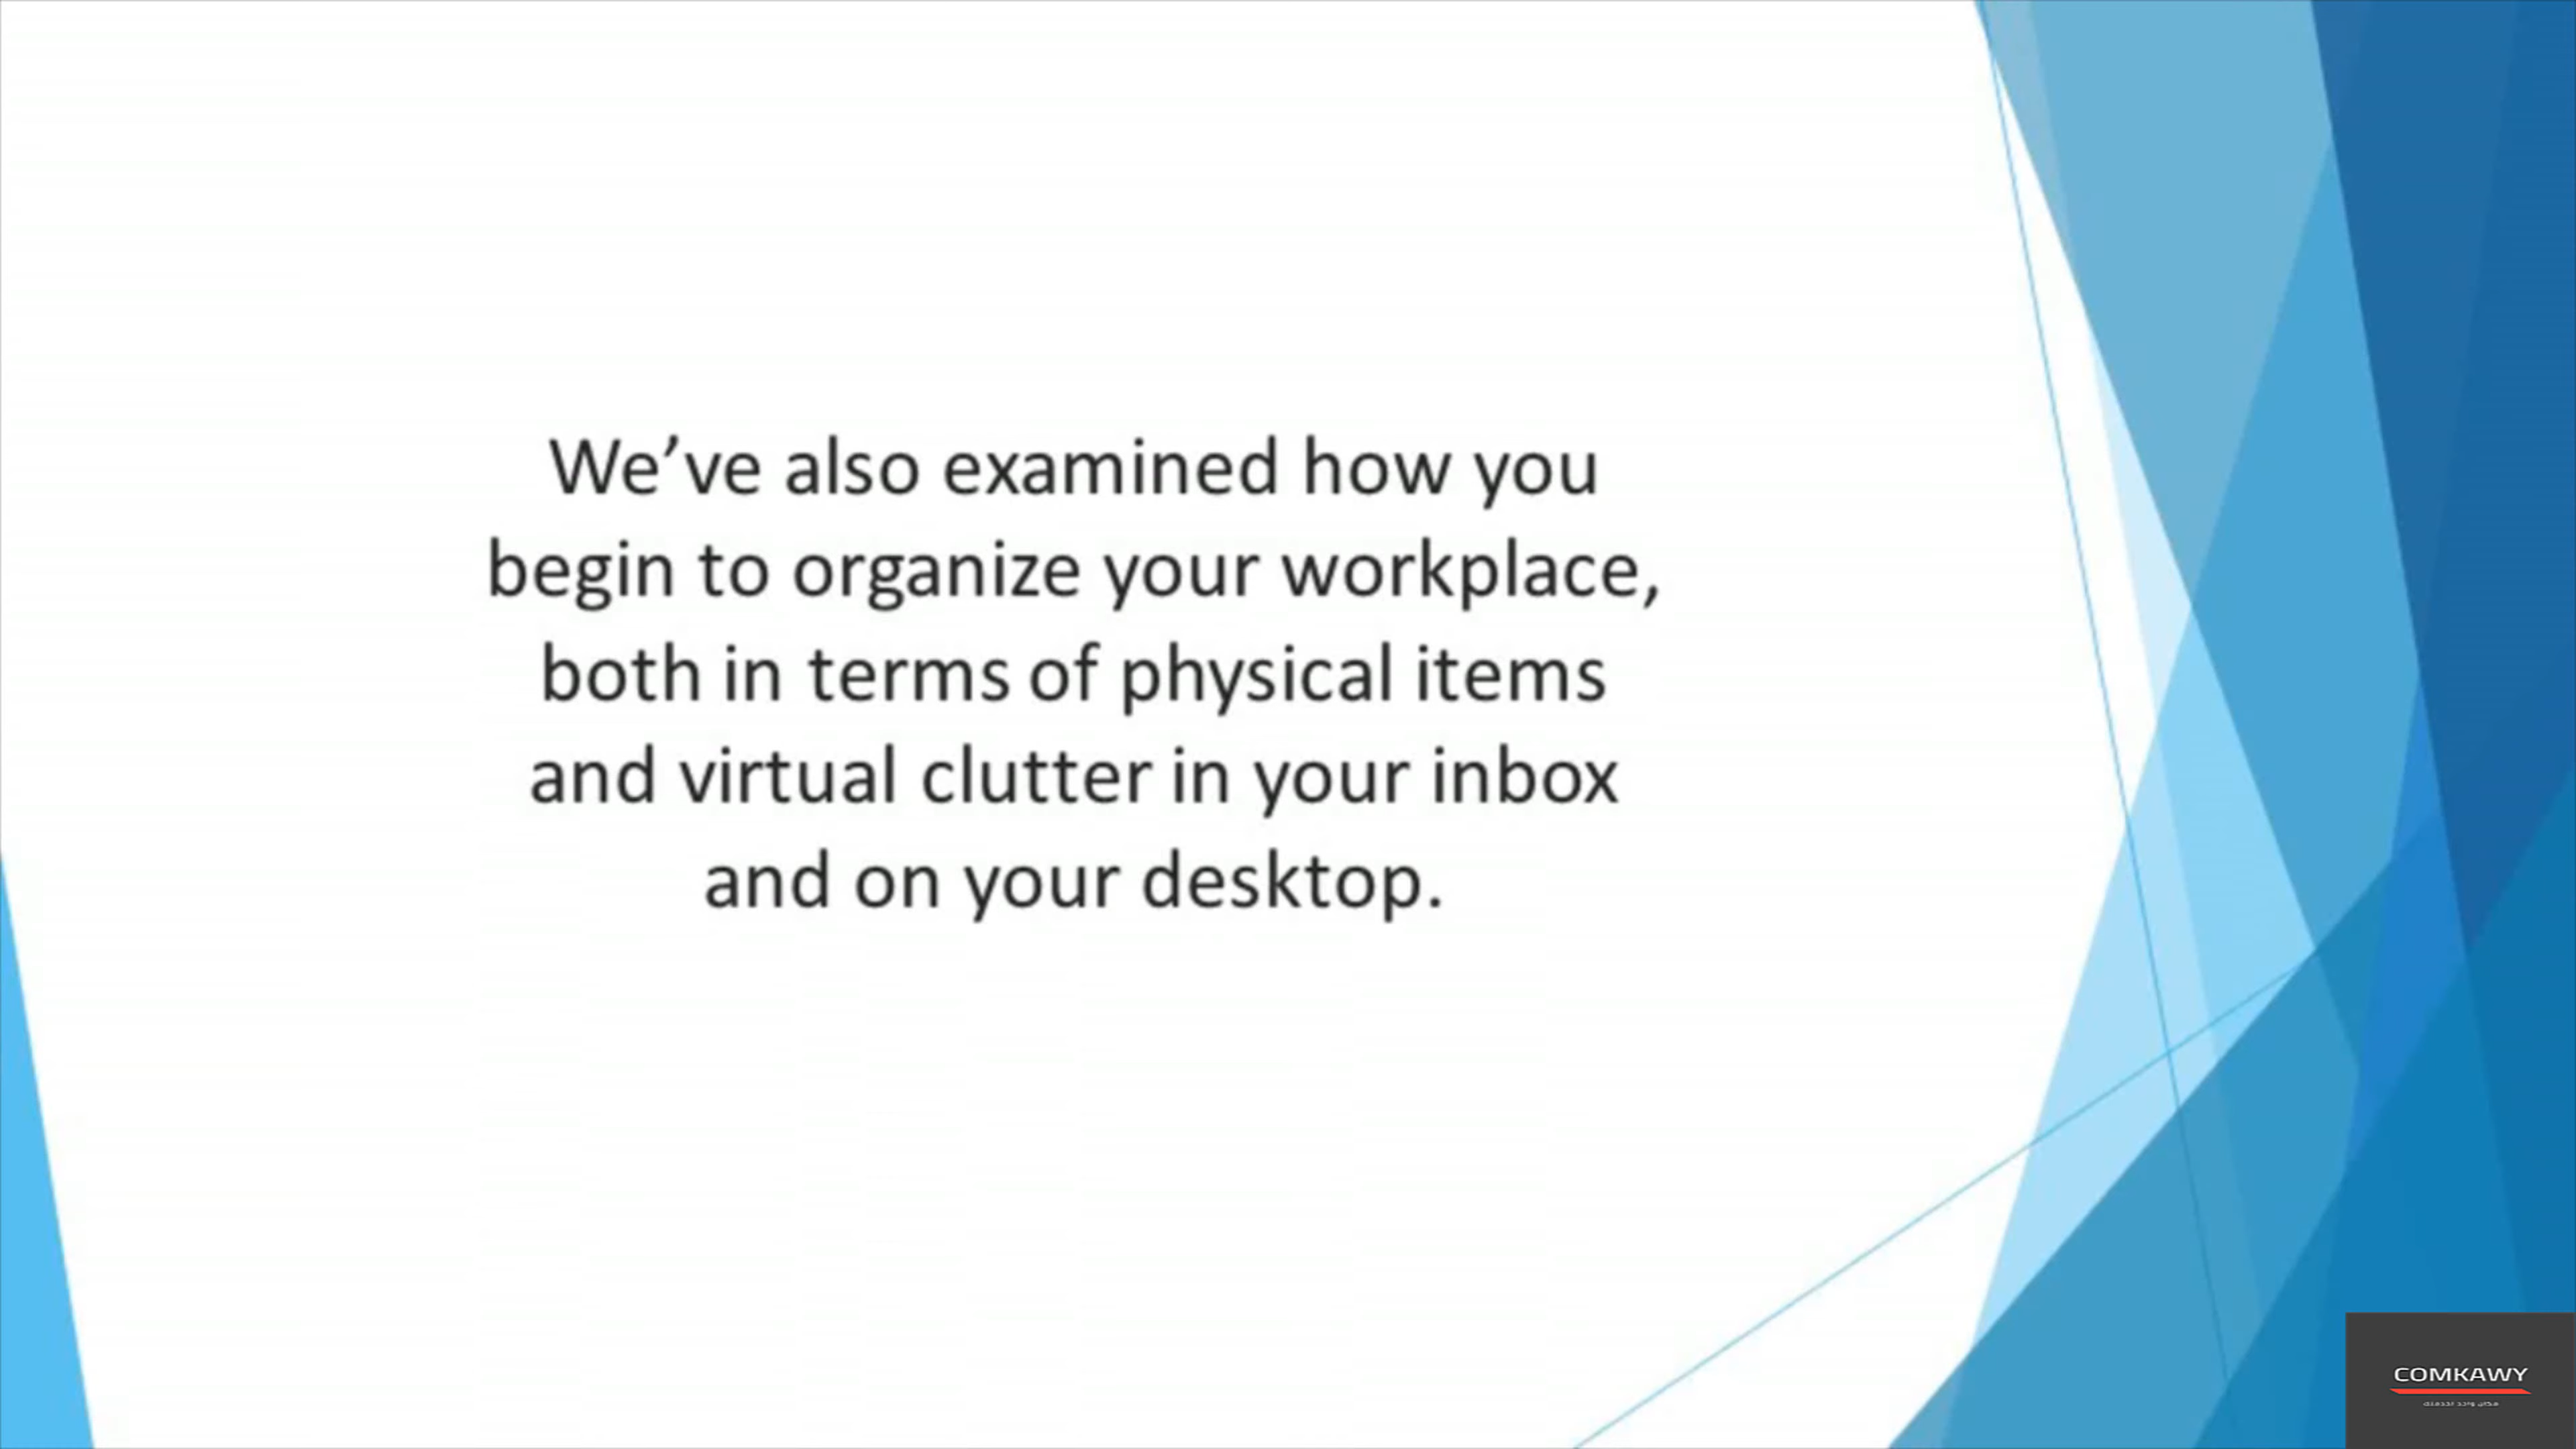 We’ve also examined how you
begin to organize your workplace,
both in terms of physical items
and virtual clutter in your inbox
and on your desktop.
COMKAWY